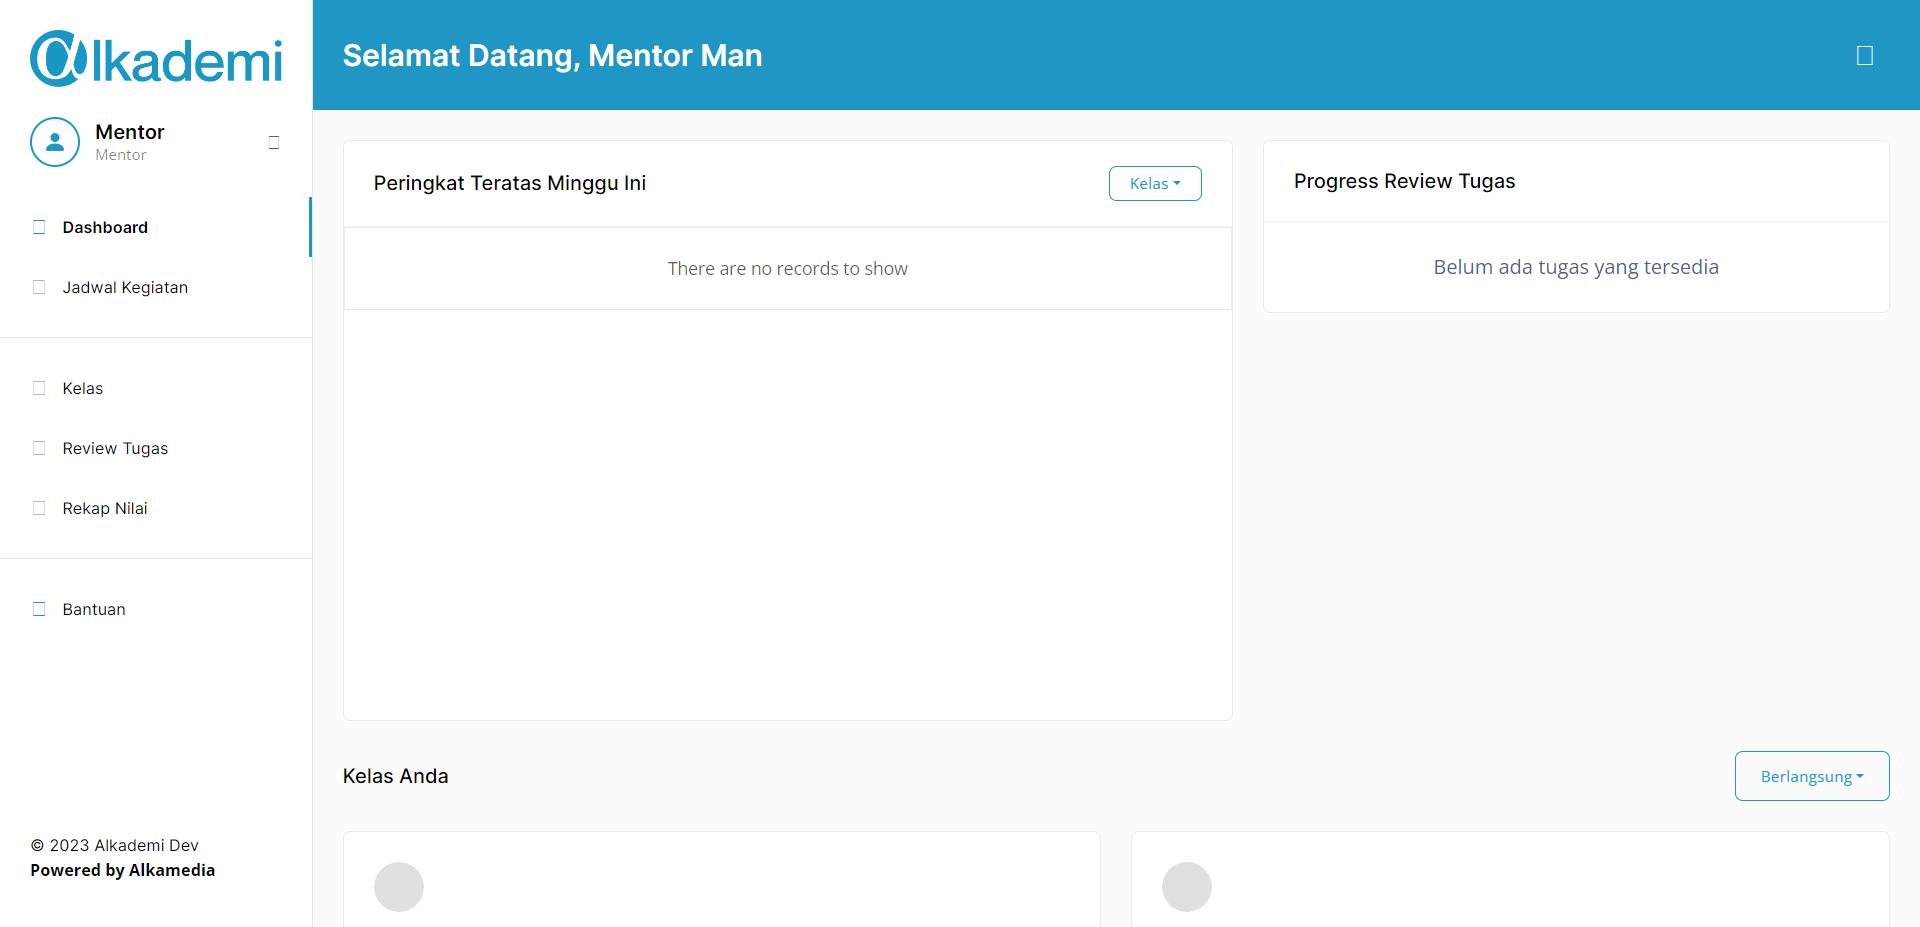 @lkademi
Selamat Datang, Mentor Man
Mentor
Mentor
Dashboard
Jadwal Kegiatan
Kelas
Review Tugas
Rekap Nilai
Bantuan
© 2023 Alkademi Dev
Powered by Alkamedia
Peringkat Teratas Minggu Ini
Kelas
There are no records to show
Progress Review Tugas
Belum ada tugas yang tersedia
Kelas Anda
Berlangsung